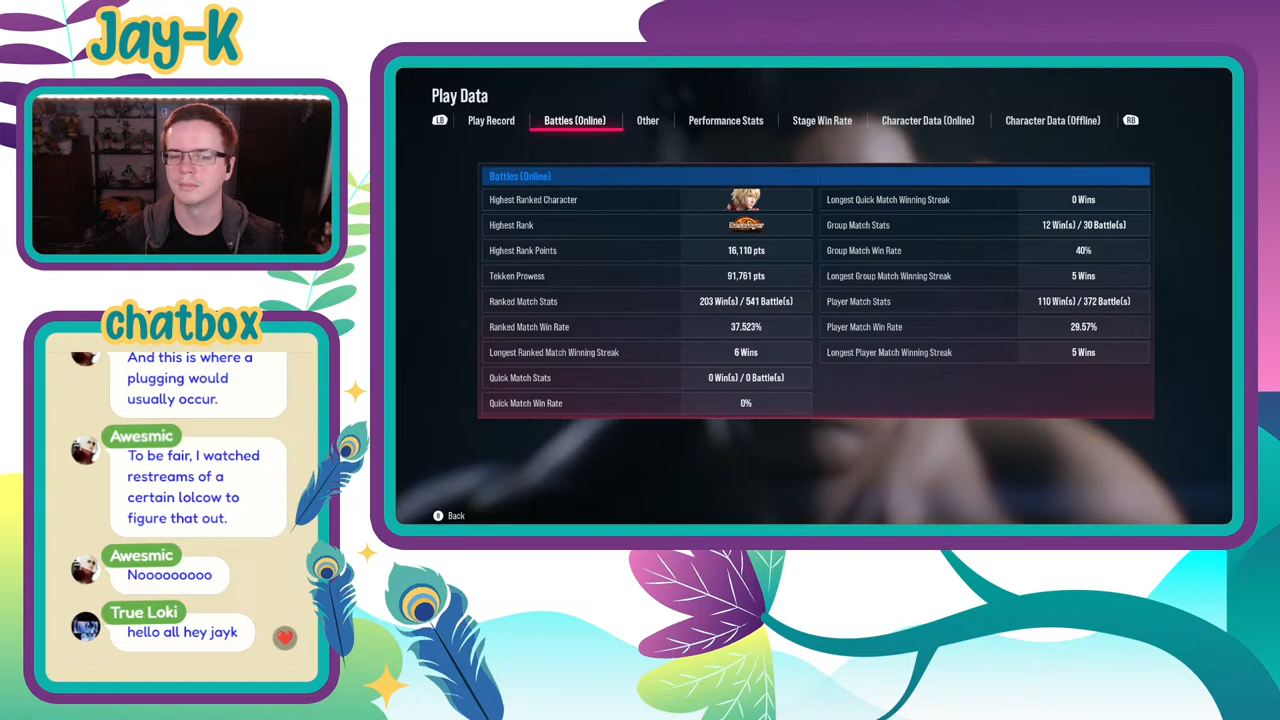 Jay-K
chatbox
And this is where a
plugging would
usually occur.
Awesmic
To be fair, I watched
restreams of a
certain lolcow to
figure that out.
Awesmic
Nooooooooo
True Loki
hello all hey jayk
Play Data
LB Play Record Battles (Online) Other Performance Stats Stage Win Rate Character Data (Online) Character Data (Offline) RB
Battles (Online)
Highest Ranked Character
Highest Rank Destroyer
Highest Rank Points 16,110 pts
Tekken Prowess 91,761 pts
Ranked Match Stats 203 Win(s) / 541 Battle(s)
Ranked Match Win Rate 37.523%
Longest Ranked Match Winning Streak 6 Wins
Quick Match Stats 0 Win(s) / 0 Battle(s)
Quick Match Win Rate 0%
Longest Quick Match Winning Streak 0 Wins
Group Match Stats 12 Win(s) / 30 Battle(s)
Group Match Win Rate 40%
Longest Group Match Winning Streak 5 Wins
Player Match Stats 110 Win(s) / 372 Battle(s)
Player Match Win Rate 29.57%
Longest Player Match Winning Streak 5 Wins
B Back